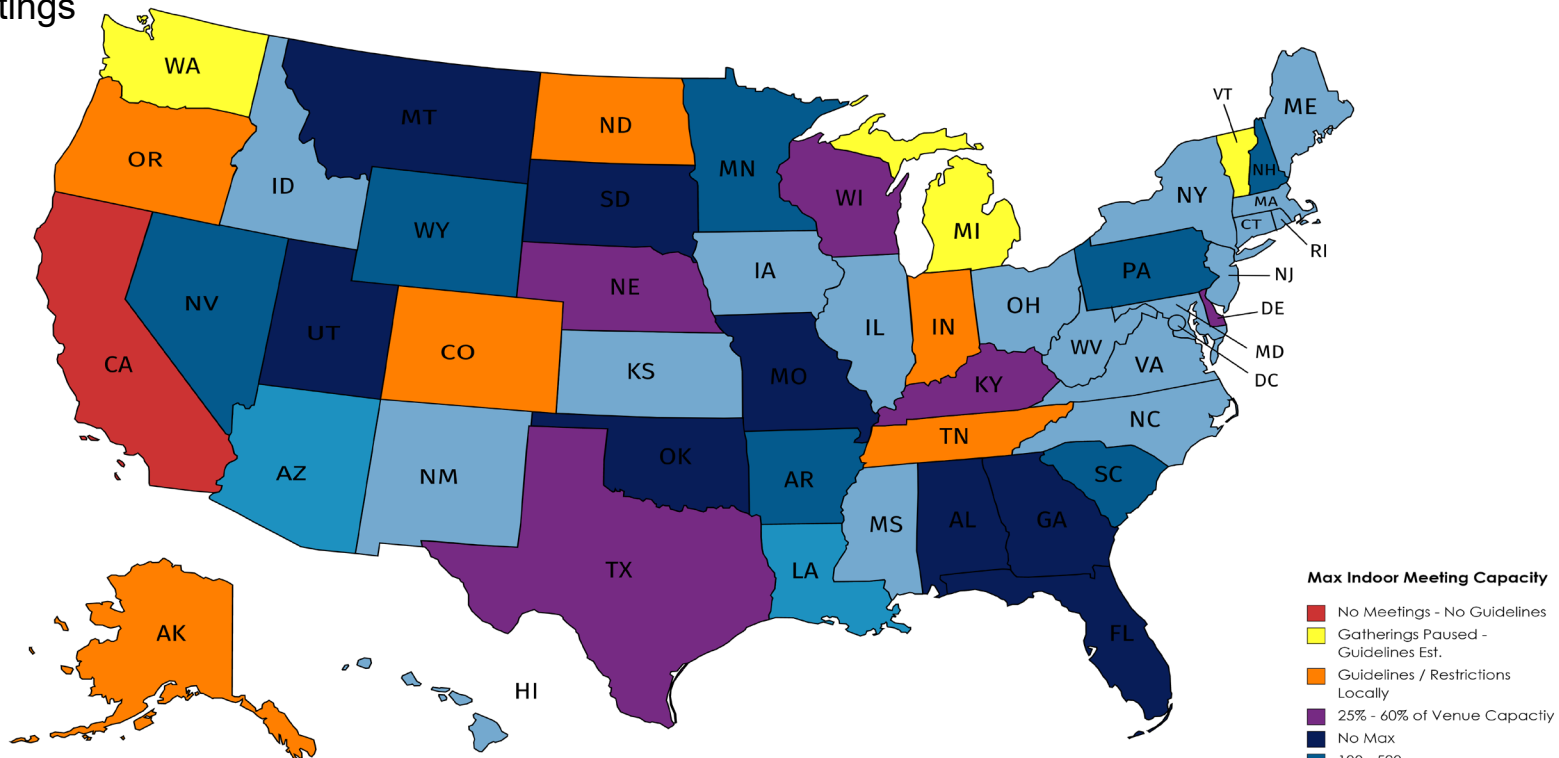 tings
WA
MT
ND
OR
ID
MN
SD
WY
WI
MI
VT
ME
NH
NY
MA
CT
RI
PA
NJ
DE
MD
DC
NV
NE
IA
UT
CO
CA
KS
MO
IL
IN
OH
WV
VA
KY
NC
TN
AZ
NM
OK
AR
SC
MS
AL
GA
TX
LA
FL
AK
HI
Max Indoor Meeting Capacity
No Meetings - No Guidelines
Gatherings Paused -
Guidelines Est.
Guidelines / Restrictions
Locally
25% - 60% of Venue Capactiy
No Max